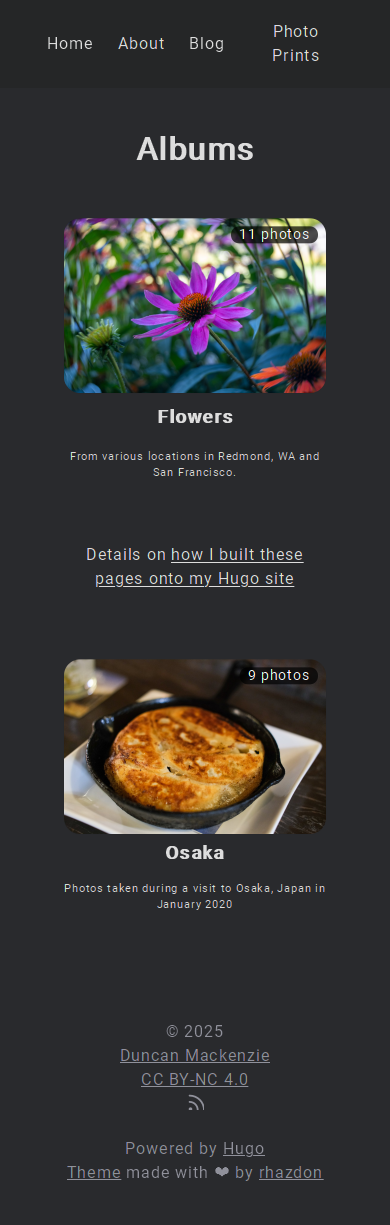 Home About Blog Photo
Prints
Albums
11 photos
Flowers
From various locations in Redmond, WA and
San Francisco.
Details on how I built these
pages onto my Hugo site
9 photos
Osaka
Photos taken during a visit to Osaka, Japan in
January 2020
© 2025
Duncan Mackenzie
CC BY-NC 4.0
Powered by Hugo
Theme made with ❤ by rhazdon